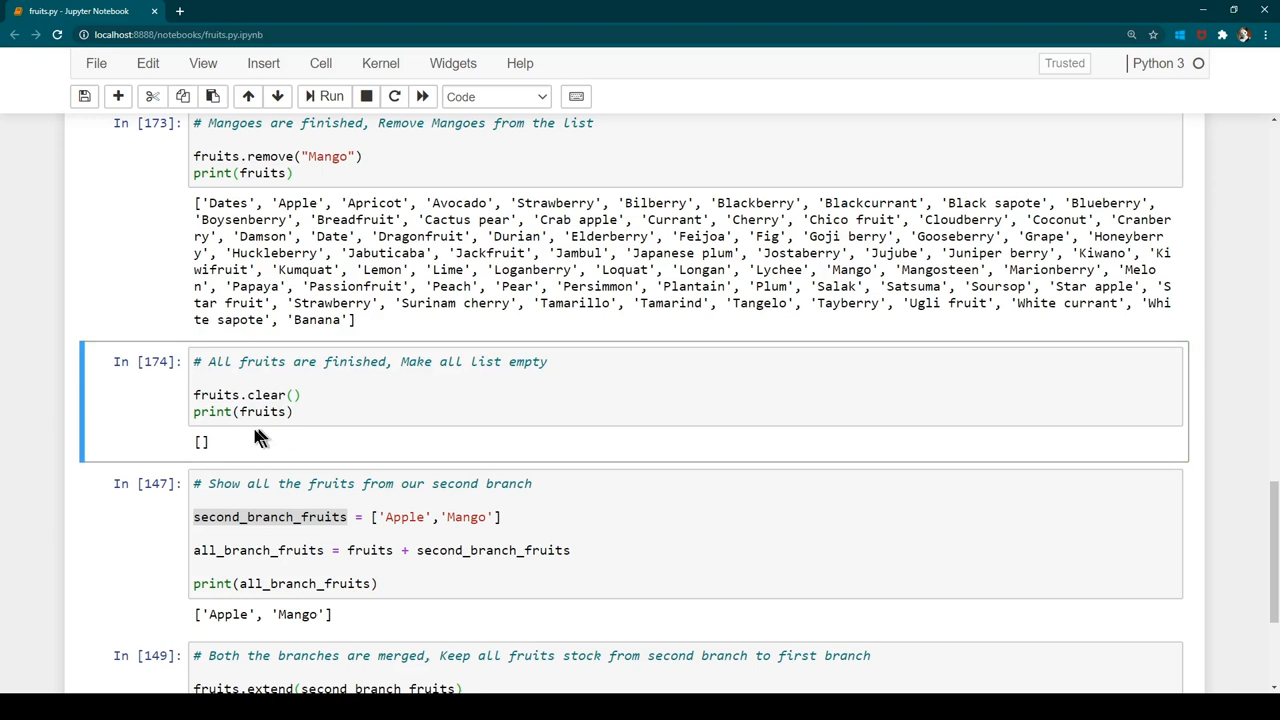 fruits.py - Jupyter Notebook
localhost:8888/notebooks/fruits.py.ipynb
File Edit View Insert Cell Kernel Widgets Help Trusted Python 3
Run Code
In [173]: # Mangoes are finished, Remove Mangoes from the list
fruits.remove("Mango")
print(fruits)
['Dates', 'Apple', 'Apricot', 'Avocado', 'Strawberry', 'Bilberry', 'Blackberry', 'Blackcurrant', 'Black sapote', 'Blueberry',
'Boysenberry', 'Breadfruit', 'Cactus pear', 'Crab apple', 'Currant', 'Cherry', 'Chico fruit', 'Cloudberry', 'Coconut', 'Cranber
ry', 'Damson', 'Date', 'Dragonfruit', 'Durian', 'Elderberry', 'Feijoa', 'Fig', 'Goji berry', 'Gooseberry', 'Grape', 'Honeyberr
y', 'Huckleberry', 'Jabuticaba', 'Jackfruit', 'Jambul', 'Japanese plum', 'Jostaberry', 'Jujube', 'Juniper berry', 'Kiwano', 'Ki
wifruit', 'Kumquat', 'Lemon', 'Lime', 'Loganberry', 'Loquat', 'Longan', 'Lychee', 'Mango', 'Mangosteen', 'Marionberry', 'Melo
n', 'Papaya', 'Passionfruit', 'Peach', 'Pear', 'Persimmon', 'Plantain', 'Plum', 'Salak', 'Satsuma', 'Soursop', 'Star apple', 'S
tar fruit', 'Strawberry', 'Surinam cherry', 'Tamarillo', 'Tamarind', 'Tangelo', 'Tayberry', 'Ugli fruit', 'White currant', 'Whi
te sapote', 'Banana']
In [174]: # All fruits are finished, Make all list empty
fruits.clear()
print(fruits)
[]
In [147]: # Show all the fruits from our second branch
second_branch_fruits = ['Apple','Mango']
all_branch_fruits = fruits + second_branch_fruits
print(all_branch_fruits)
['Apple', 'Mango']
In [149]: # Both the branches are merged, Keep all fruits stock from second branch to first branch
fruits.extend(second_branch_fruits)